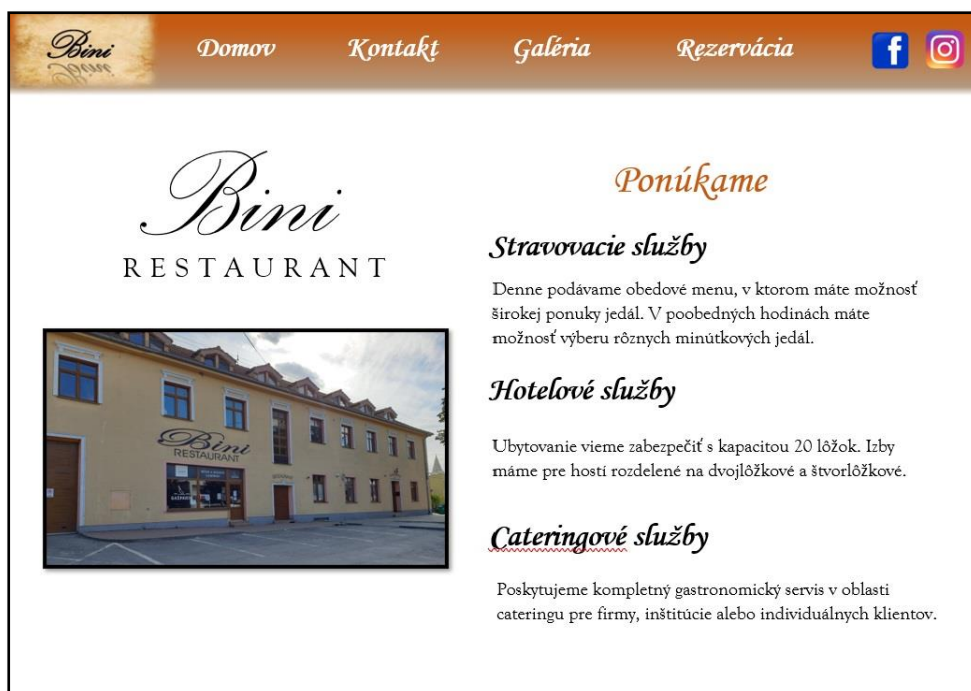 Bini
Domov
Kontakt
Galéria
Rezervácia
Bini
RESTAURANT
Bini
RESTAURANT
Ponúkame
Stravovacie služby
Denne podávame obedové menu, v ktorom máte možnosť
širokej ponuky jedál. V poobedných hodinách máte
možnosť výberu rôznych minútkových jedál.
Hotelové služby
Ubytovanie vieme zabezpečiť s kapacitou 20 lôžok. Izby
máme pre hostí rozdelené na dvojlôžkové a štvorlôžkové.
Cateringové služby
Poskytujeme kompletný gastronomický servis v oblasti
cateringu pre firmy, inštitúcie alebo individuálnych klientov.